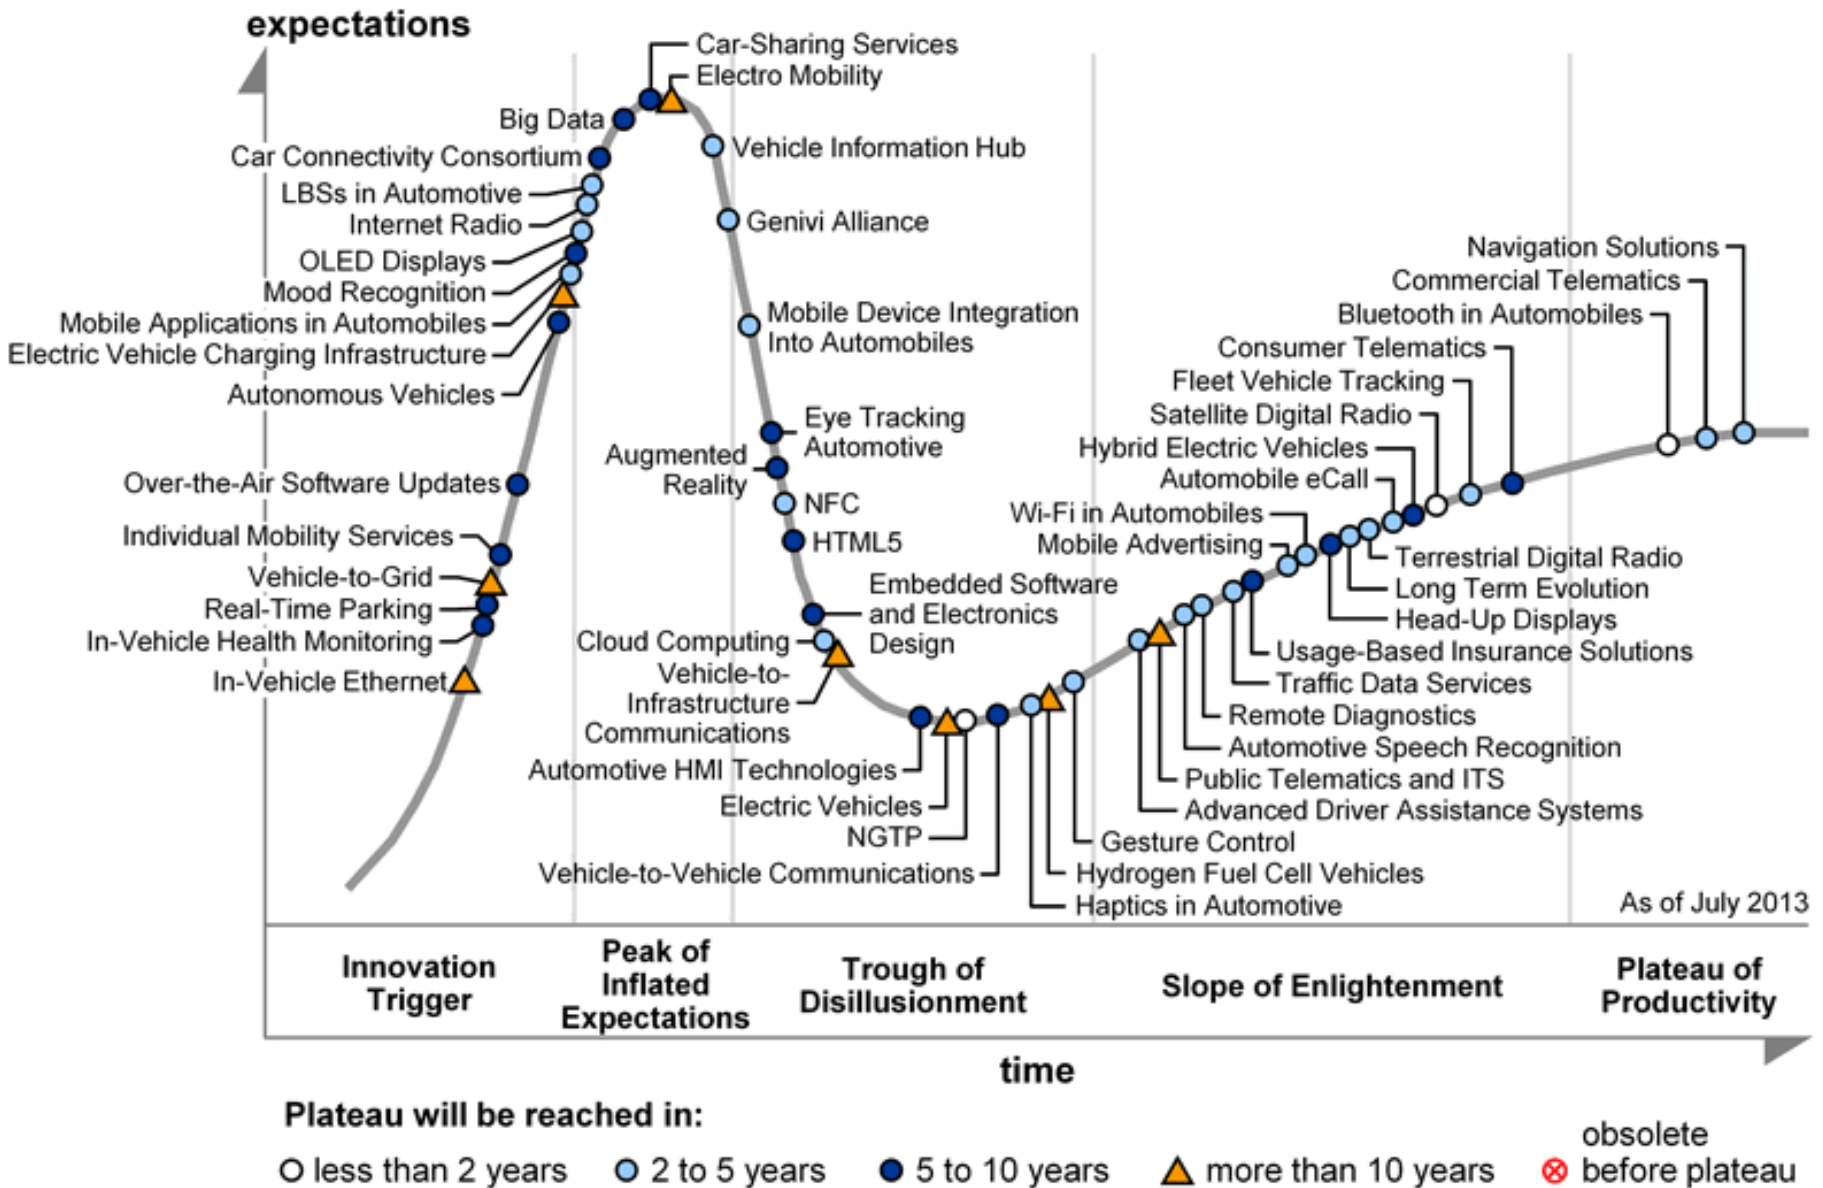 expectations
Car-Sharing Services
Electro Mobility
Big Data
Car Connectivity Consortium
LBSs in Automotive
Internet Radio
OLED Displays
Mood Recognition
Mobile Applications in Automobiles
Electric Vehicle Charging Infrastructure
Autonomous Vehicles
Over-the-Air Software Updates
Individual Mobility Services
Vehicle-to-Grid
Real-Time Parking
In-Vehicle Health Monitoring
In-Vehicle Ethernet
Vehicle Information Hub
Genivi Alliance
Mobile Device Integration
Into Automobiles
Eye Tracking
Automotive
Augmented
Reality
NFC
HTML5
Embedded Software
and Electronics
Design
Cloud Computing
Vehicle-to-
Infrastructure
Communications
Automotive HMI Technologies
Electric Vehicles
NGTP
Vehicle-to-Vehicle Communications
Navigation Solutions
Commercial Telematics
Bluetooth in Automobiles
Consumer Telematics
Fleet Vehicle Tracking
Satellite Digital Radio
Hybrid Electric Vehicles
Automobile eCall
Wi-Fi in Automobiles
Mobile Advertising
Terrestrial Digital Radio
Long Term Evolution
Head-Up Displays
Usage-Based Insurance Solutions
Traffic Data Services
Remote Diagnostics
Automotive Speech Recognition
Public Telematics and ITS
Advanced Driver Assistance Systems
Gesture Control
Hydrogen Fuel Cell Vehicles
Haptics in Automotive
As of July 2013
Innovation
Trigger
Peak of
Inflated
Expectations
Trough of
Disillusionment
Slope of Enlightenment
Plateau of
Productivity
time
Plateau will be reached in:
less than 2 years
2 to 5 years
5 to 10 years
more than 10 years
obsolete
before plateau